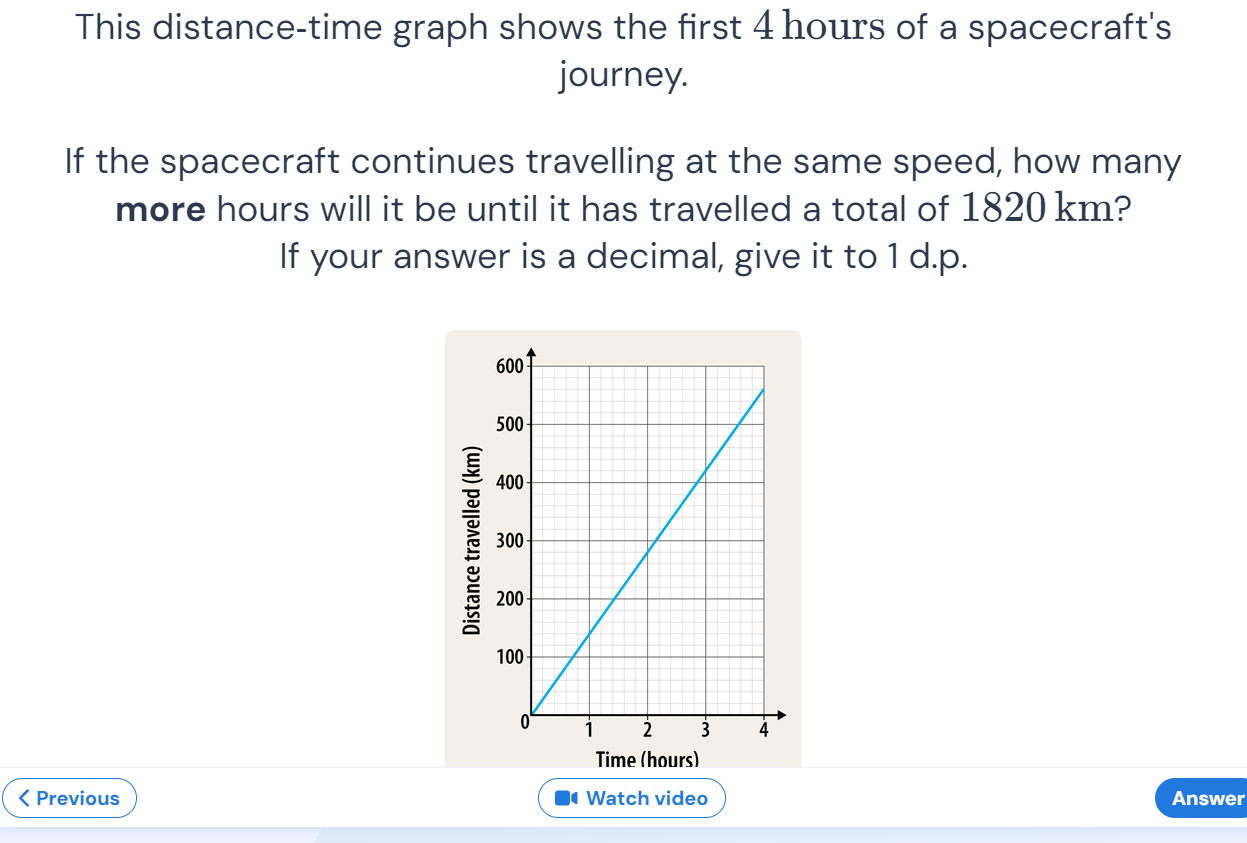 This distance-time graph shows the first 4 hours of a spacecraft's
journey.
If the spacecraft continues travelling at the same speed, how many
more hours will it be until it has travelled a total of 1820 km?
If your answer is a decimal, give it to 1 d.p.
600
500
400
300
200
100
0
Distance travelled (km)
1 2 3 4
Time (hours)
Previous
Watch video
Answer